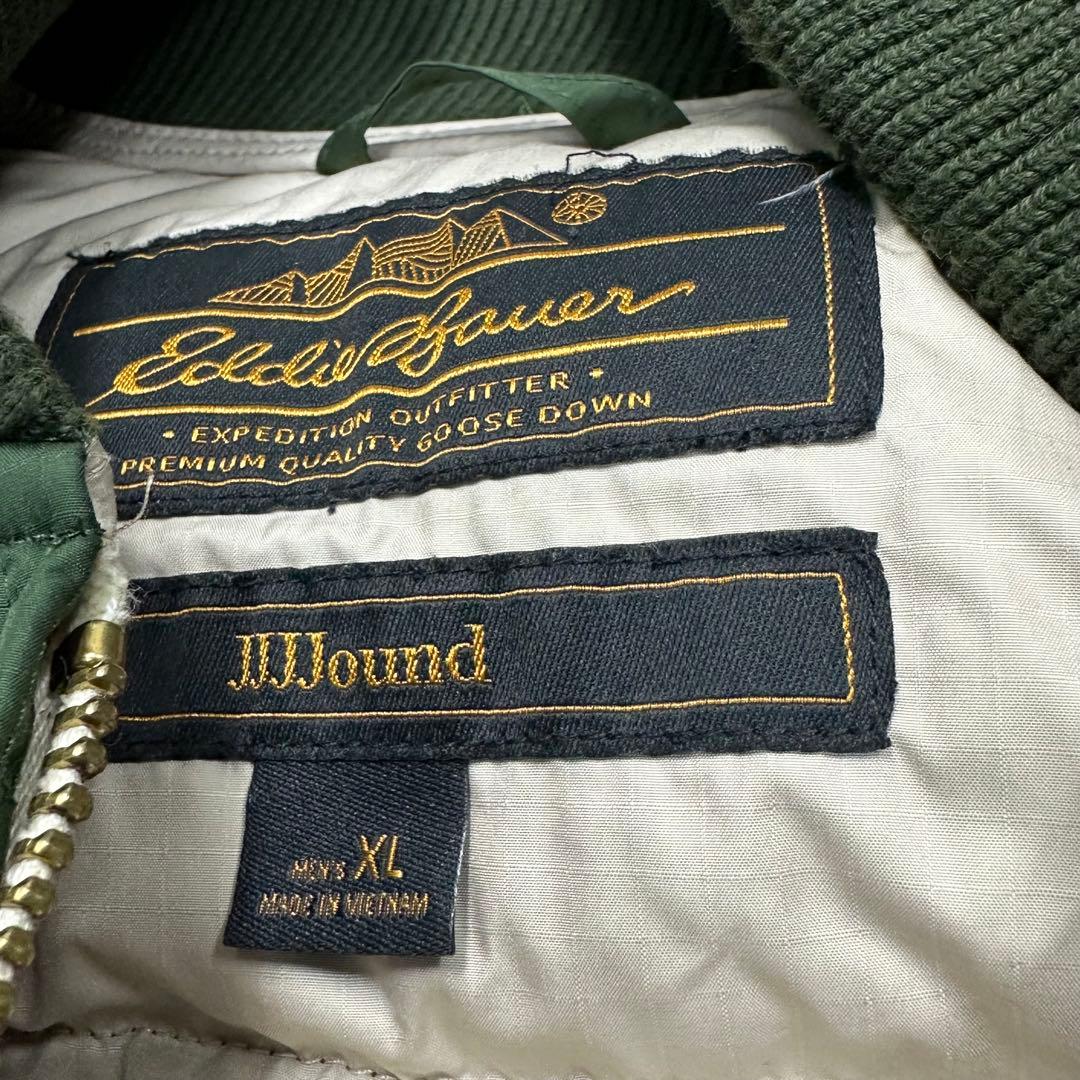 Eddie Bauer
• EXPEDITION OUTFITTER •
PREMIUM QUALITY GOOSE DOWN
JJJJound
MEN'S XL
MADE IN VIETNAM